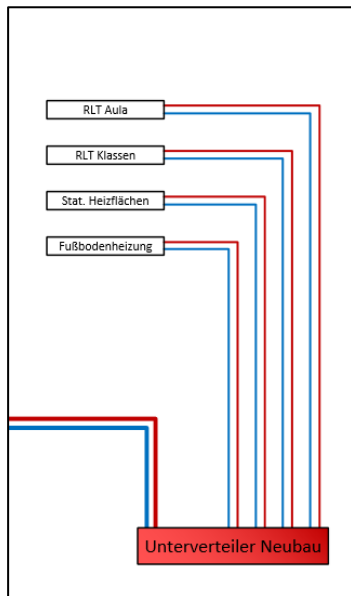 RLT Aula
RLT Klassen
Stat. Heizflächen
Fußbodenheizung
Unterverteiler Neubau